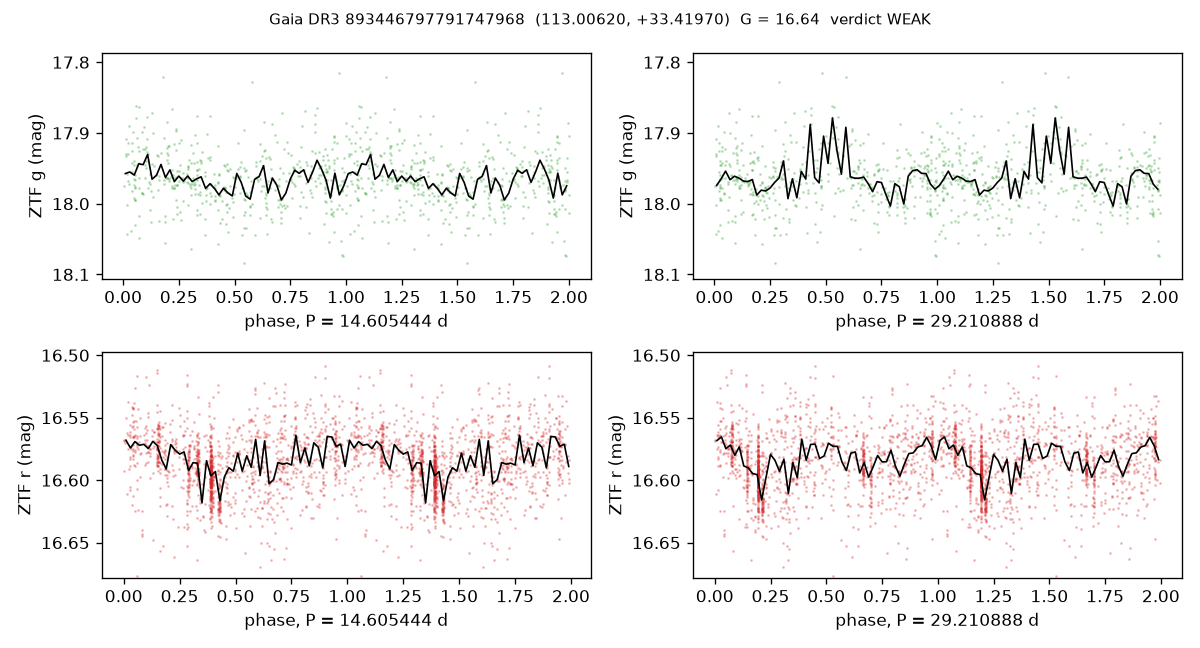 Gaia DR3 893446797791747968 (113.00620, +33.41970) G = 16.64 verdict WEAK
ZTF g (mag)
17.8
17.9
18.0
18.1
0.00 0.25 0.50 0.75 1.00 1.25 1.50 1.75 2.00
phase, P = 14.605444 d
ZTF g (mag)
17.8
17.9
18.0
18.1
0.00 0.25 0.50 0.75 1.00 1.25 1.50 1.75 2.00
phase, P = 29.210888 d
ZTF r (mag)
16.50
16.55
16.60
16.65
0.00 0.25 0.50 0.75 1.00 1.25 1.50 1.75 2.00
phase, P = 14.605444 d
ZTF r (mag)
16.50
16.55
16.60
16.65
0.00 0.25 0.50 0.75 1.00 1.25 1.50 1.75 2.00
phase, P = 29.210888 d